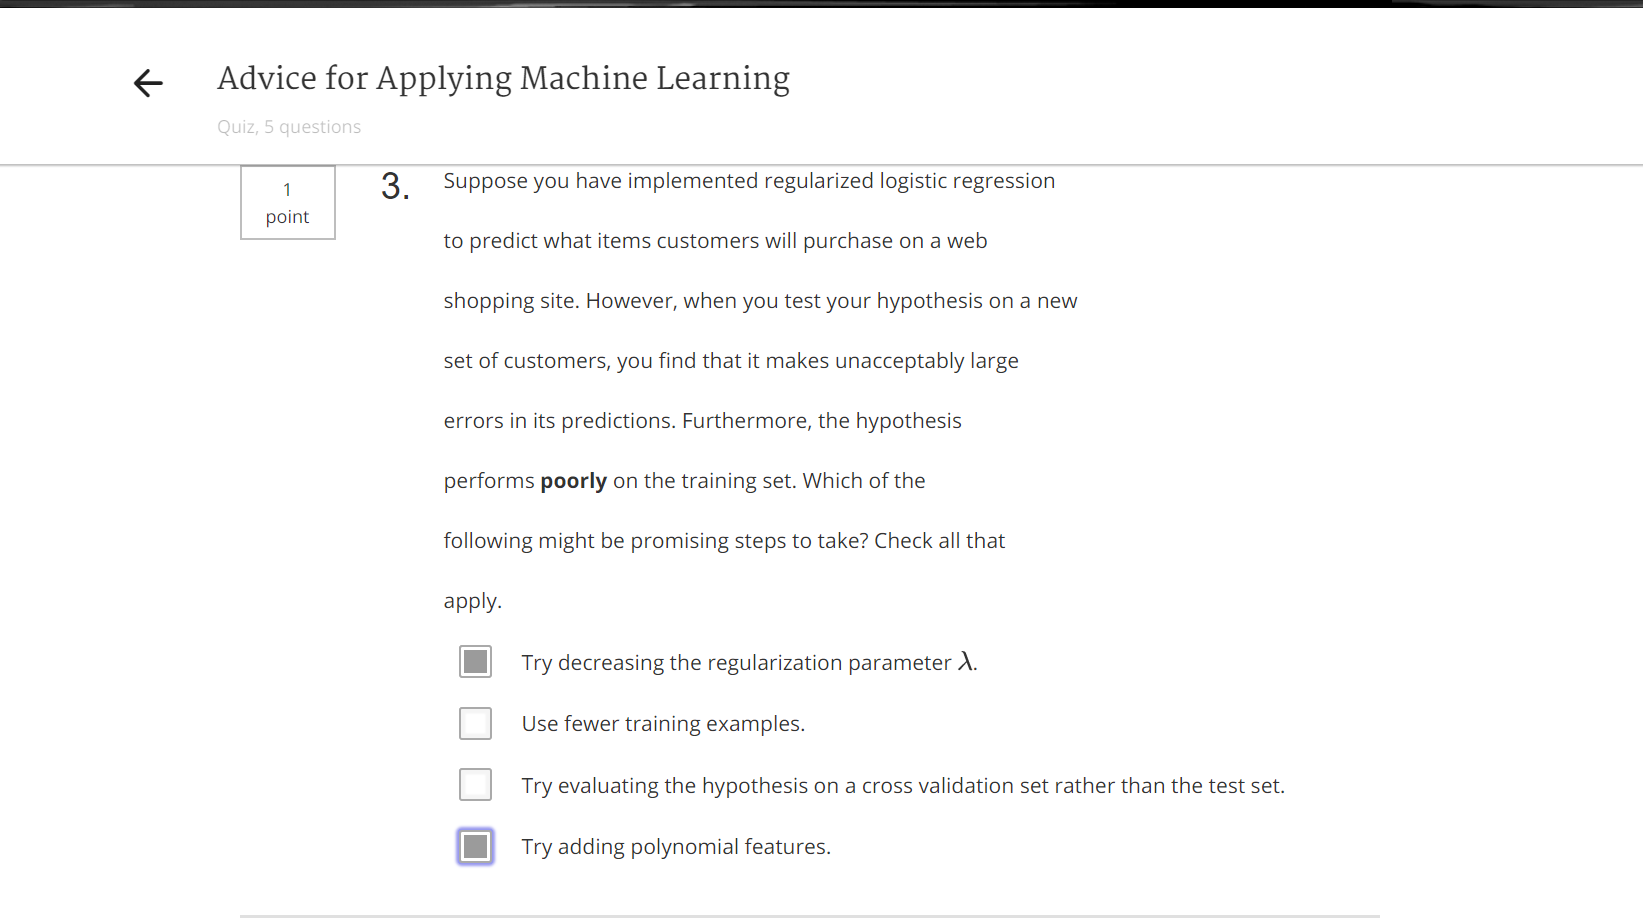 Advice for Applying Machine Learning
Quiz, 5 questions
1
point
3.
Suppose you have implemented regularized logistic regression
to predict what items customers will purchase on a web
shopping site. However, when you test your hypothesis on a new
set of customers, you find that it makes unacceptably large
errors in its predictions. Furthermore, the hypothesis
performs poorly on the training set. Which of the
following might be promising steps to take? Check all that
apply.
Try decreasing the regularization parameter λ.
Use fewer training examples.
Try evaluating the hypothesis on a cross validation set rather than the test set.
Try adding polynomial features.